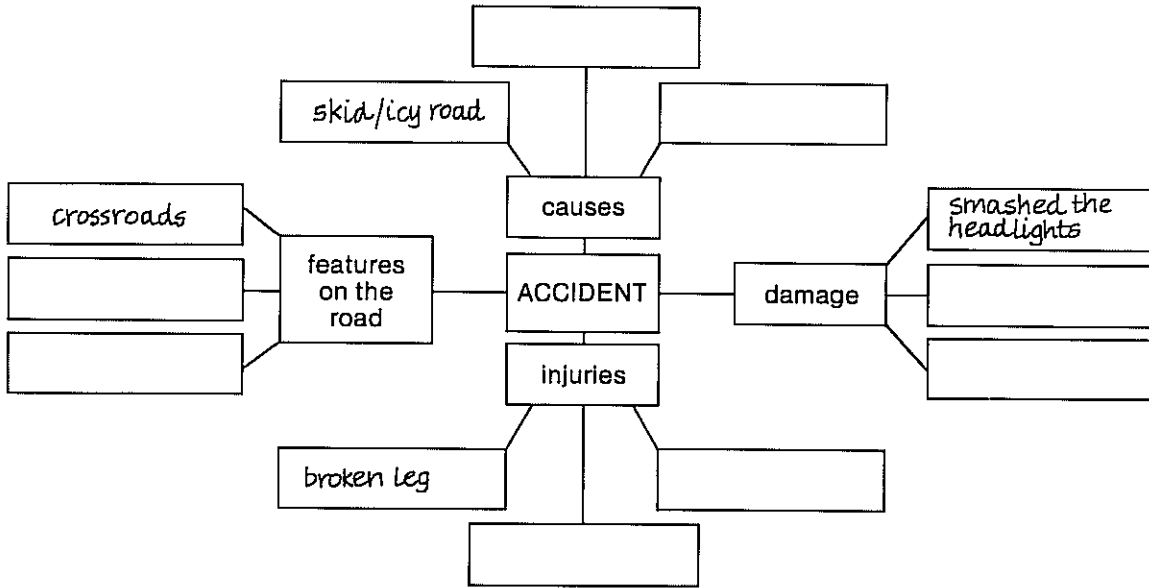 skid/icy road
causes
crossroads
smashed the
headlights
features
on the
road
ACCIDENT
damage
injuries
broken leg